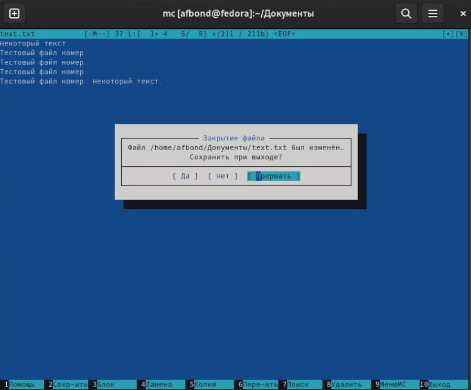 mc [afbond@fedora]:~/Документы
text.txt [-M--] 37 L:[ 1+ 4 5/ 5] *(211 / 211b) <EOF> [*][X]
Некоторый текст
Тестовый файл номер
Тестовый файл номер.
Тестовый файл номер
Тестовый файл номер некоторый текст.
Закрытие файла
Файл /home/afbond/Документы/text.txt был изменён.
Сохранить при выходе?
[ Да ] [ нет ] [ Прервать ]
1Помощь 2Сохр~ить 3Блок 4Замена 5Копия 6Пере~ить 7Поиск 8Удалить 9МенюMC 10Выход